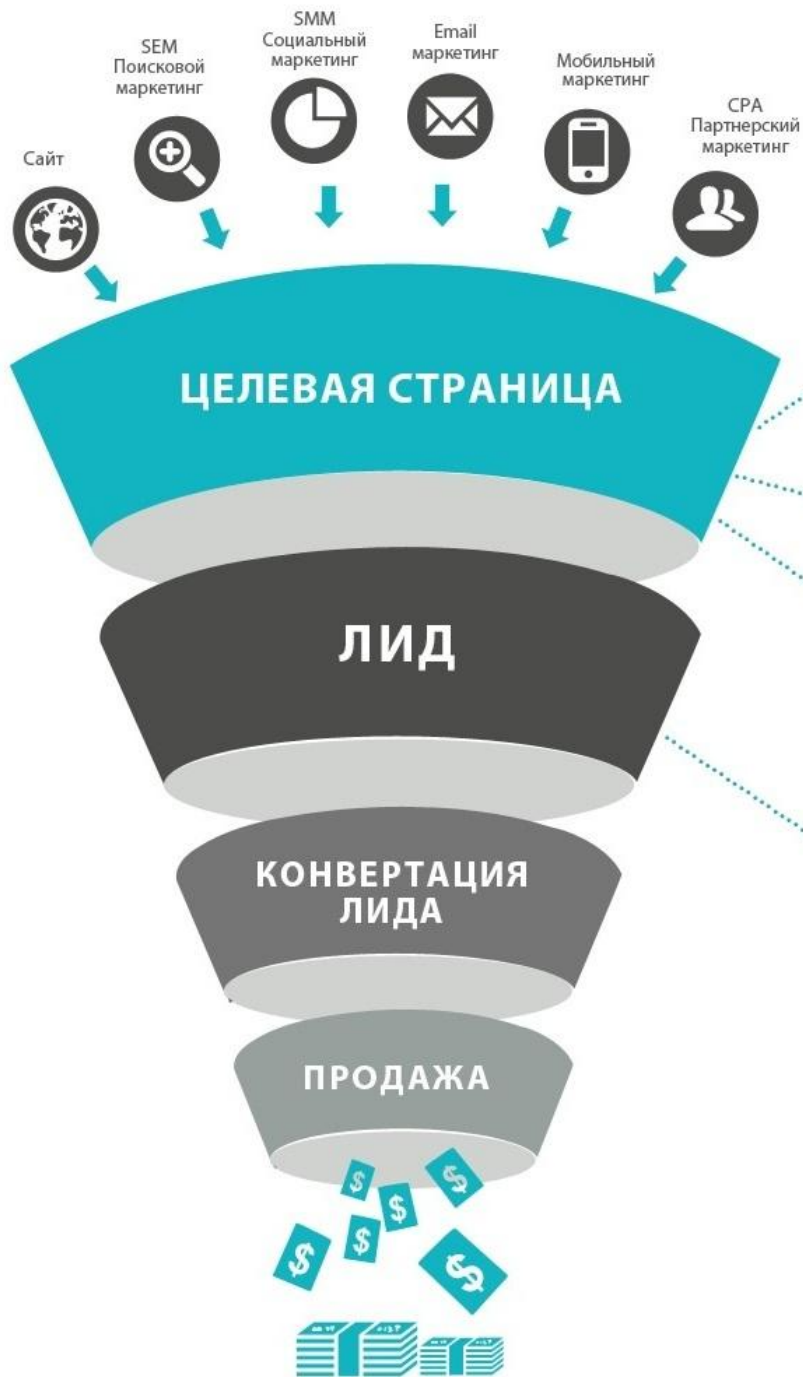 Сайт
SEM
Поисковой
маркетинг
SMM
Социальный
маркетинг
Email
маркетинг
Мобильный
маркетинг
CPA
Партнерский
маркетинг
ЦЕЛЕВАЯ СТРАНИЦА
ЛИД
КОНВЕРТАЦИЯ
ЛИДА
ПРОДАЖА
$
$
$
$
$
$